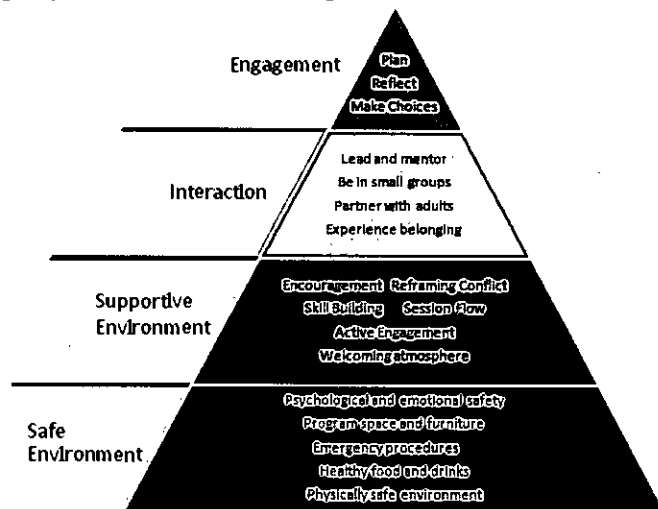 Engagement
Plan
Reflect
Make Choices
Interaction
Lead and mentor
Be in small groups
Partner with adults
Experience belonging
Supportive
Environment
Encouragement Reframing Conflict
Skill Building Session Flow
Active Engagement
Welcoming atmosphere
Safe
Environment
Psychological and emotional safety
Program space and furniture
Emergency procedures
Healthy food and drinks
Physically safe environment